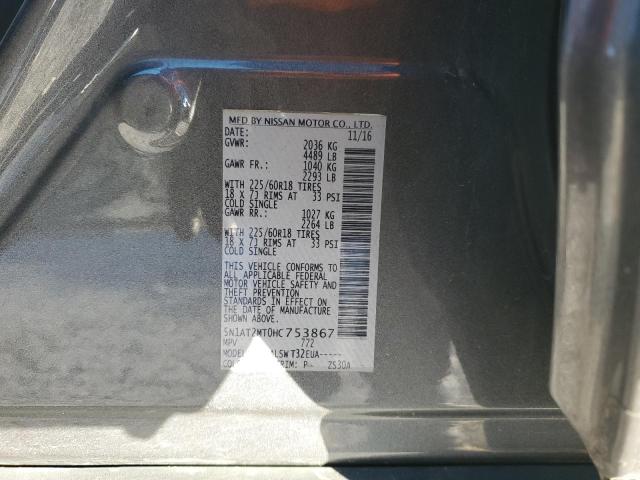 MFD BY NISSAN MOTOR CO., LTD.
DATE: 11/16
GVWR: 2036 KG
4489 LB
GAWR FR.: 1040 KG
2293 LB
WITH 225/60R18 TIRES
18 X 7J RIMS AT 33 PSI
COLD SINGLE
GAWR RR.: 1027 KG
2264 LB
WITH 225/60R18 TIRES
18 X 7J RIMS AT 33 PSI
COLD SINGLE
THIS VEHICLE CONFORMS TO
ALL APPLICABLE FEDERAL
MOTOR VEHICLE SAFETY AND
THEFT PREVENTION
STANDARDS IN EFFECT ON
THE DATE OF MANUFACTURE
SHOWN ABOVE
5N1AT2MT0HC753867
MPV 772
MODEL T32EUA-----
TRIM: P- ZS30A